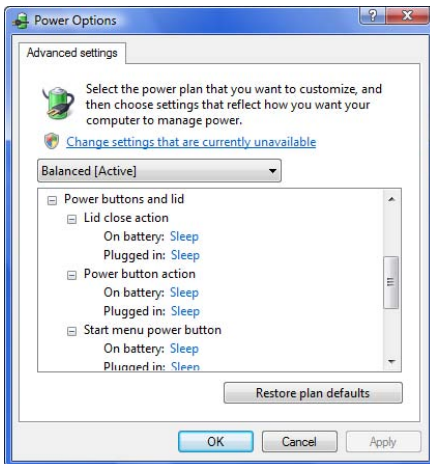 Power Options
Advanced settings
Select the power plan that you want to customize, and
then choose settings that reflect how you want your
computer to manage power.
Change settings that are currently unavailable
Balanced [Active]
Power buttons and lid
Lid close action
On battery: Sleep
Plugged in: Sleep
Power button action
On battery: Sleep
Plugged in: Sleep
Start menu power button
On battery: Sleep
Plugged in: Sleep
Restore plan defaults
OK Cancel Apply